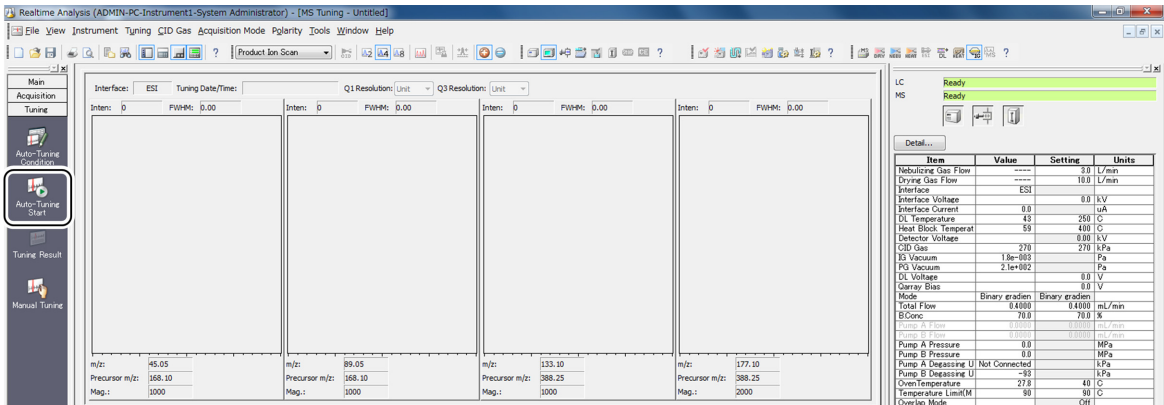 Realtime Analysis (ADMIN-PC-Instrument1-System Administrator) - [MS Tuning - Untitled]
File View Instrument Tuning CID Gas Acquisition Mode Polarity Tools Window Help
Product Ion Scan
Main
Acquisition
Tuning
Auto-Tuning
Condition
Auto-Tuning
Start
Tuning Result
Manual Tuning
Interface: ESI Tuning Date/Time: Q1 Resolution: Unit Q3 Resolution: Unit
Inten: 0 FWHM: 0.00 Inten: 0 FWHM: 0.00 Inten: 0 FWHM: 0.00 Inten: 0 FWHM: 0.00
m/z: 45.05 m/z: 89.05 m/z: 133.10 m/z: 177.10
Precursor m/z: 168.10 Precursor m/z: 168.10 Precursor m/z: 388.25 Precursor m/z: 388.25
Mag.: 1000 Mag.: 1000 Mag.: 1000 Mag.: 2000
LC Ready
MS Ready
Detail...
Item Value Setting Units
Nebulizing Gas Flow ---- 3.0 L/min
Drying Gas Flow ---- 10.0 L/min
Interface ESI
Interface Voltage 0.0 kV
Interface Current 0.0 uA
DL Temperature 43 250 C
Heat Block Temperat 59 400 C
Detector Voltage 0.00 kV
CID Gas 270 270 kPa
IG Vacuum 1.8e-003 Pa
PG Vacuum 2.1e+002 Pa
DL Voltage 0.0 V
Qarray Bias 0.0 V
Mode Binary gradien Binary gradien
Total Flow 0.4000 0.4000 mL/min
B.Conc 70.0 70.0 %
Pump A Flow 0.0000 0.0000 mL/min
Pump B Flow 0.0000 0.0000 mL/min
Pump A Pressure 0.0 MPa
Pump B Pressure 0.0 MPa
Pump A Degassing U Not Connected kPa
Pump B Degassing U -93 kPa
OvenTemperature 27.8 40 C
Temperature Limit(M 90 90 C
Overlap Mode Off